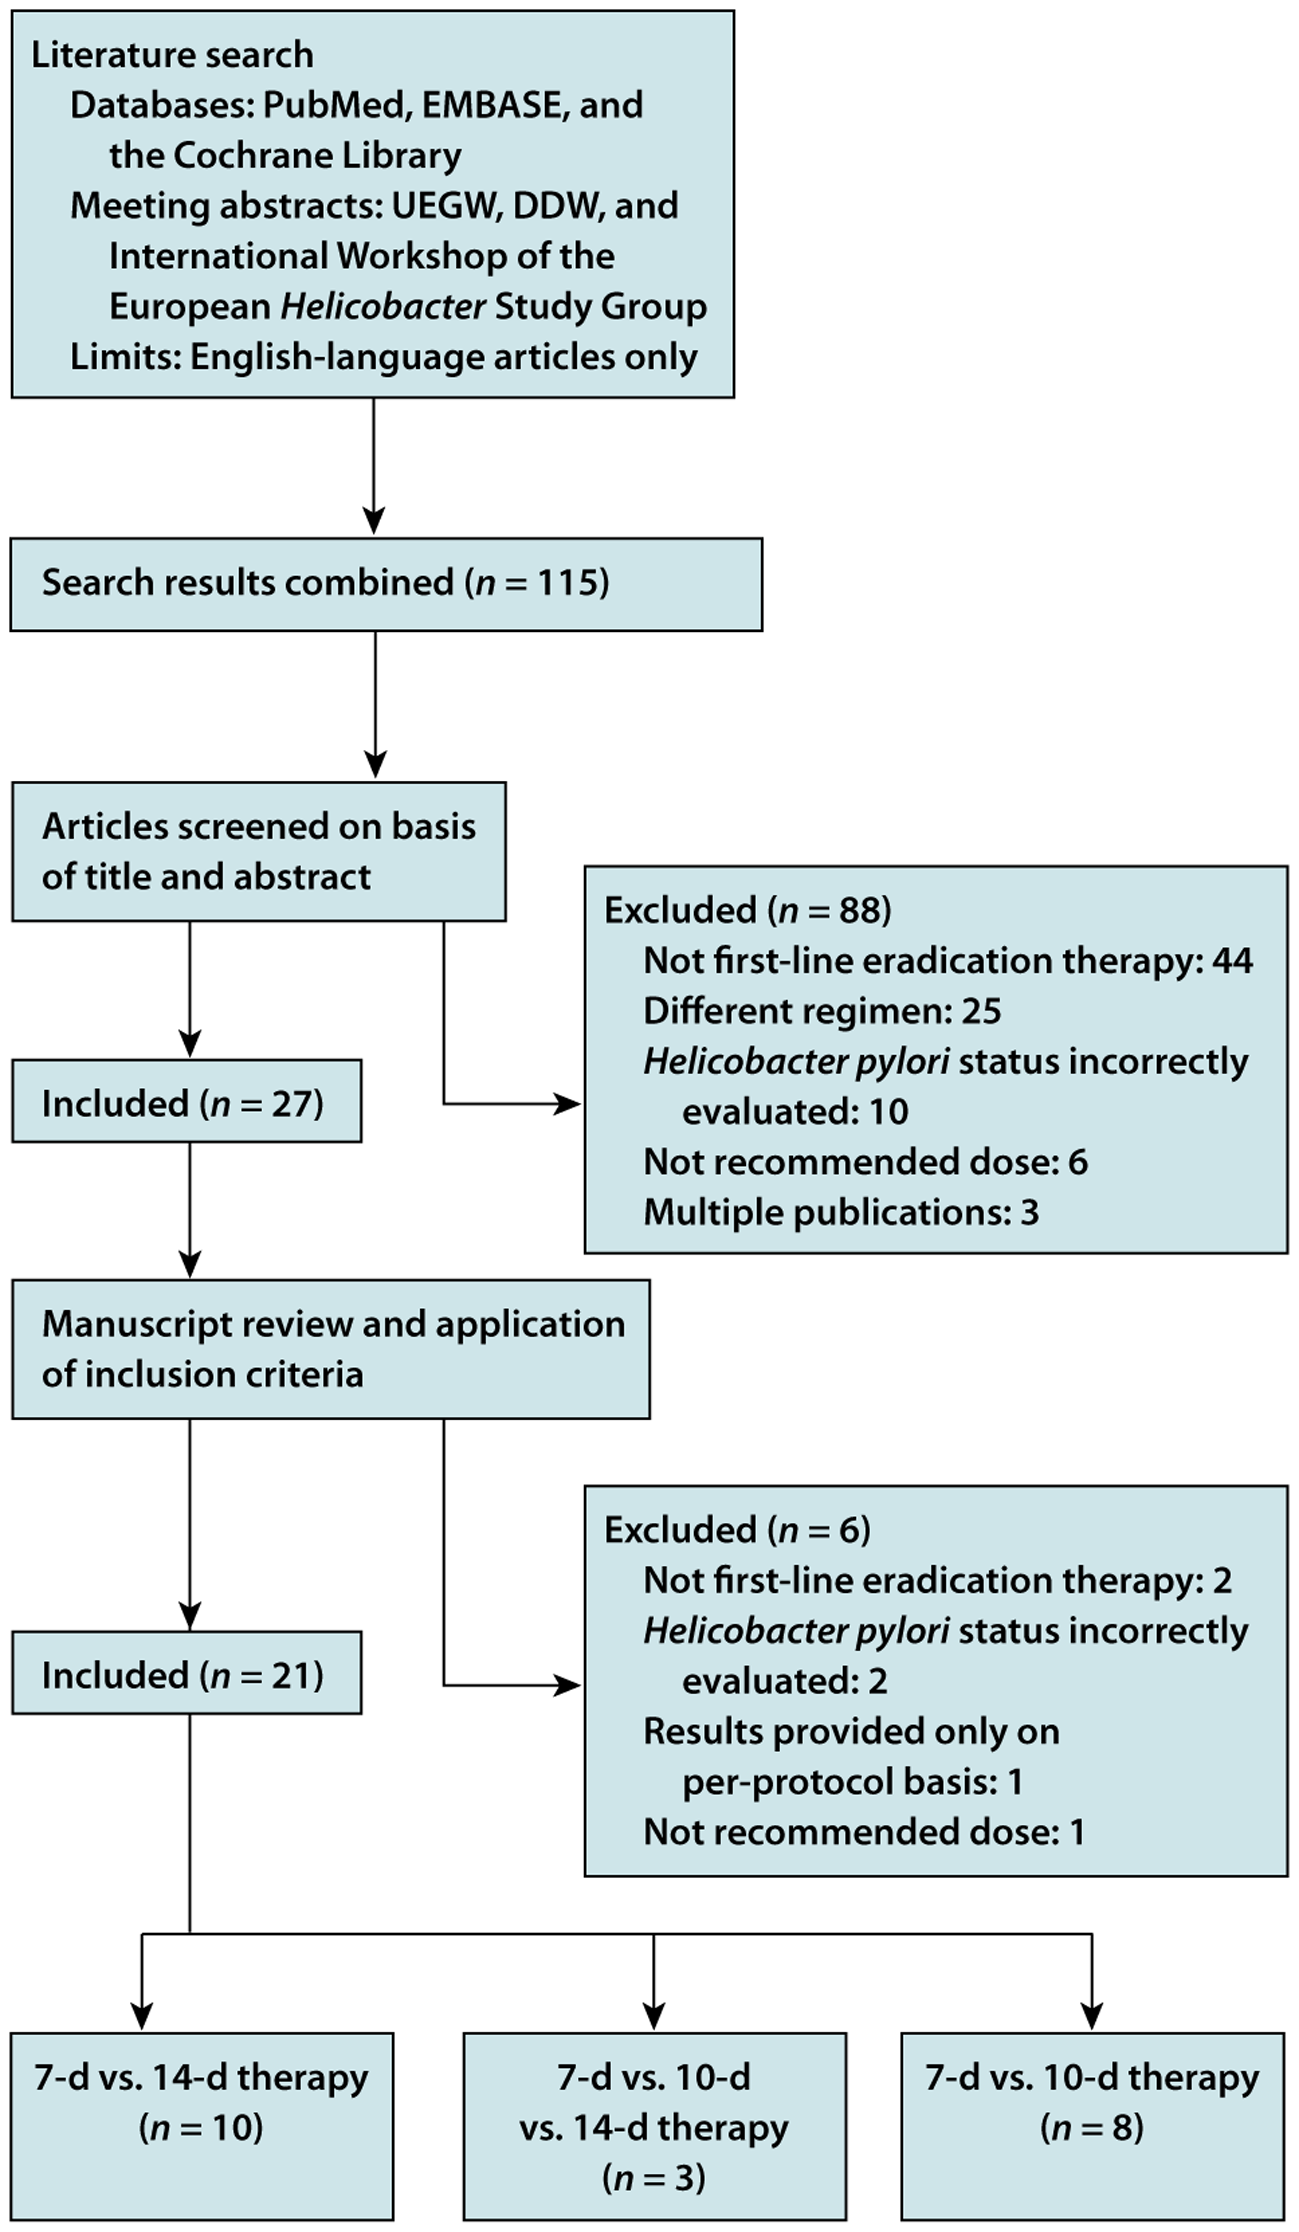 Literature search
Databases: PubMed, EMBASE, and
the Cochrane Library
Meeting abstracts: UEGW, DDW, and
International Workshop of the
European Helicobacter Study Group
Limits: English-language articles only
Search results combined (n = 115)
Articles screened on basis
of title and abstract
Excluded (n = 88)
Not first-line eradication therapy: 44
Different regimen: 25
Helicobacter pylori status incorrectly
evaluated: 10
Not recommended dose: 6
Multiple publications: 3
Included (n = 27)
Manuscript review and application
of inclusion criteria
Excluded (n = 6)
Not first-line eradication therapy: 2
Helicobacter pylori status incorrectly
evaluated: 2
Results provided only on
per-protocol basis: 1
Not recommended dose: 1
Included (n = 21)
7-d vs. 14-d therapy
(n = 10)
7-d vs. 10-d
vs. 14-d therapy
(n = 3)
7-d vs. 10-d therapy
(n = 8)